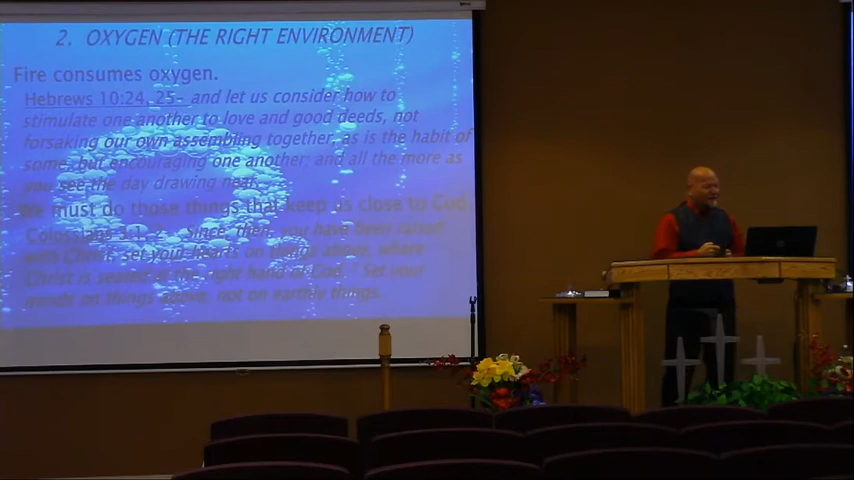 2. OXYGEN (THE RIGHT ENVIRONMENT)
Fire consumes oxygen.
Hebrews 10:24, 25- and let us consider how to
stimulate one another to love and good deeds, not
forsaking our own assembling together, as is the habit of
some, but encouraging one another: and all the more as
you see the day drawing near.
We must do those things that keep us close to God.
Colossians 3:1, 2 Since, then, you have been raised
with Christ, set your hearts on things above, where
Christ is seated at the right hand of God. 2 Set your
minds on things above, not on earthly things.